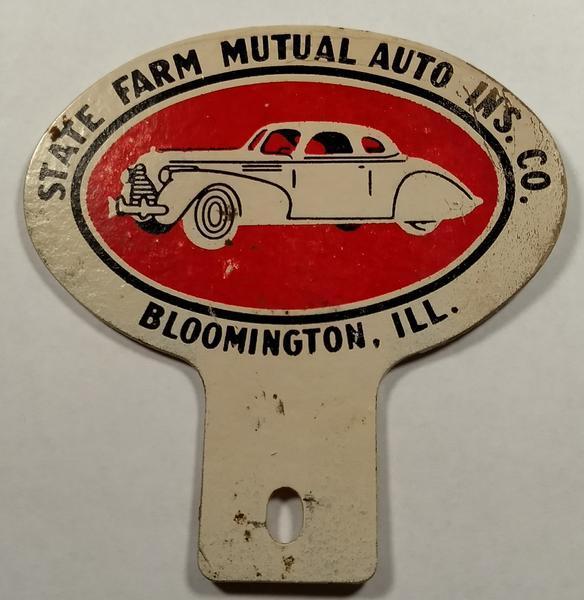 STATE FARM MUTUAL AUTO INS. CO.
BLOOMINGTON, ILL.